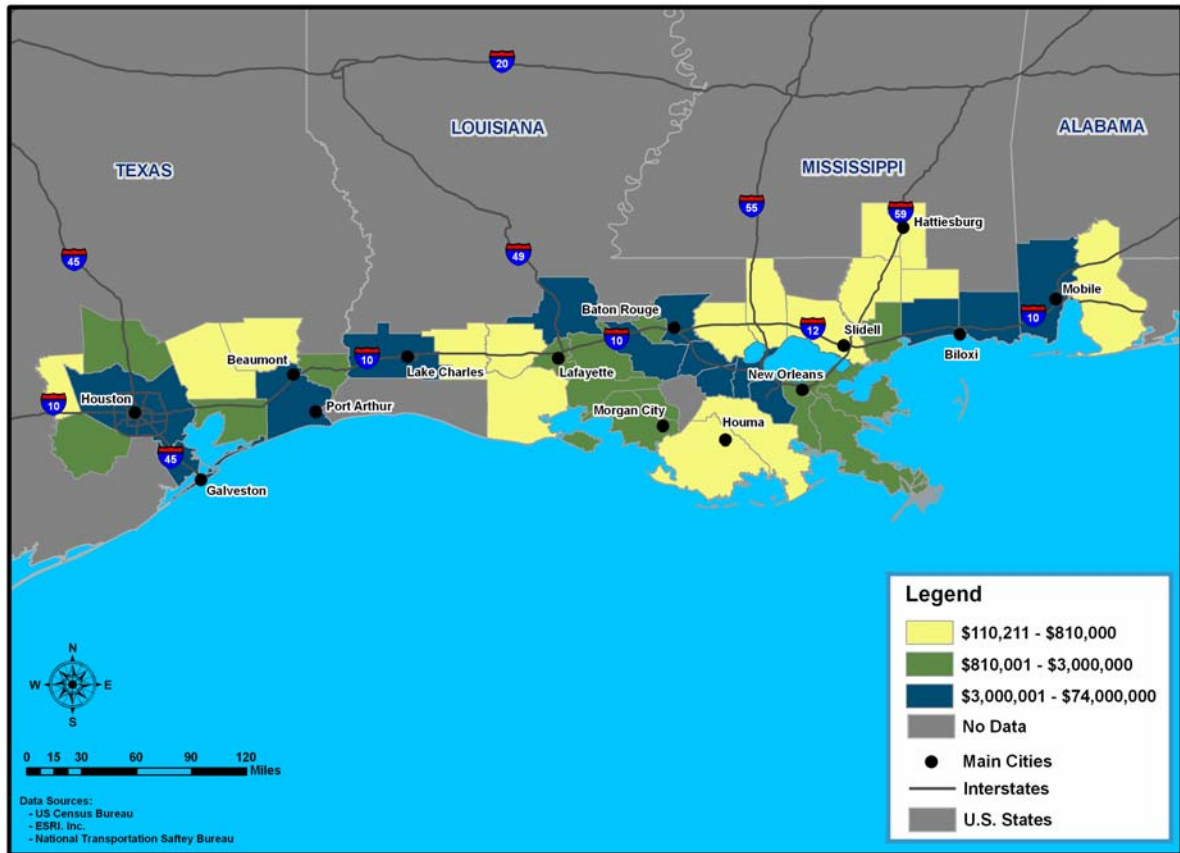 20
LOUISIANA
ALABAMA
TEXAS
MISSISSIPPI
55
59
Hattiesburg
49
45
Mobile
Baton Rouge
10
12
Slidell
10
Beaumont
10
Biloxi
Lake Charles
Lafayette
New Orleans
10
Houston
Port Arthur
Morgan City
Houma
45
Galveston
Legend
$110,211 - $810,000
$810,001 - $3,000,000
$3,000,001 - $74,000,000
No Data
Main Cities
Interstates
U.S. States
N
W E
S
0 15 30 60 90 120
Miles
Data Sources:
- US Census Bureau
- ESRI. Inc.
- National Transportation Saftey Bureau